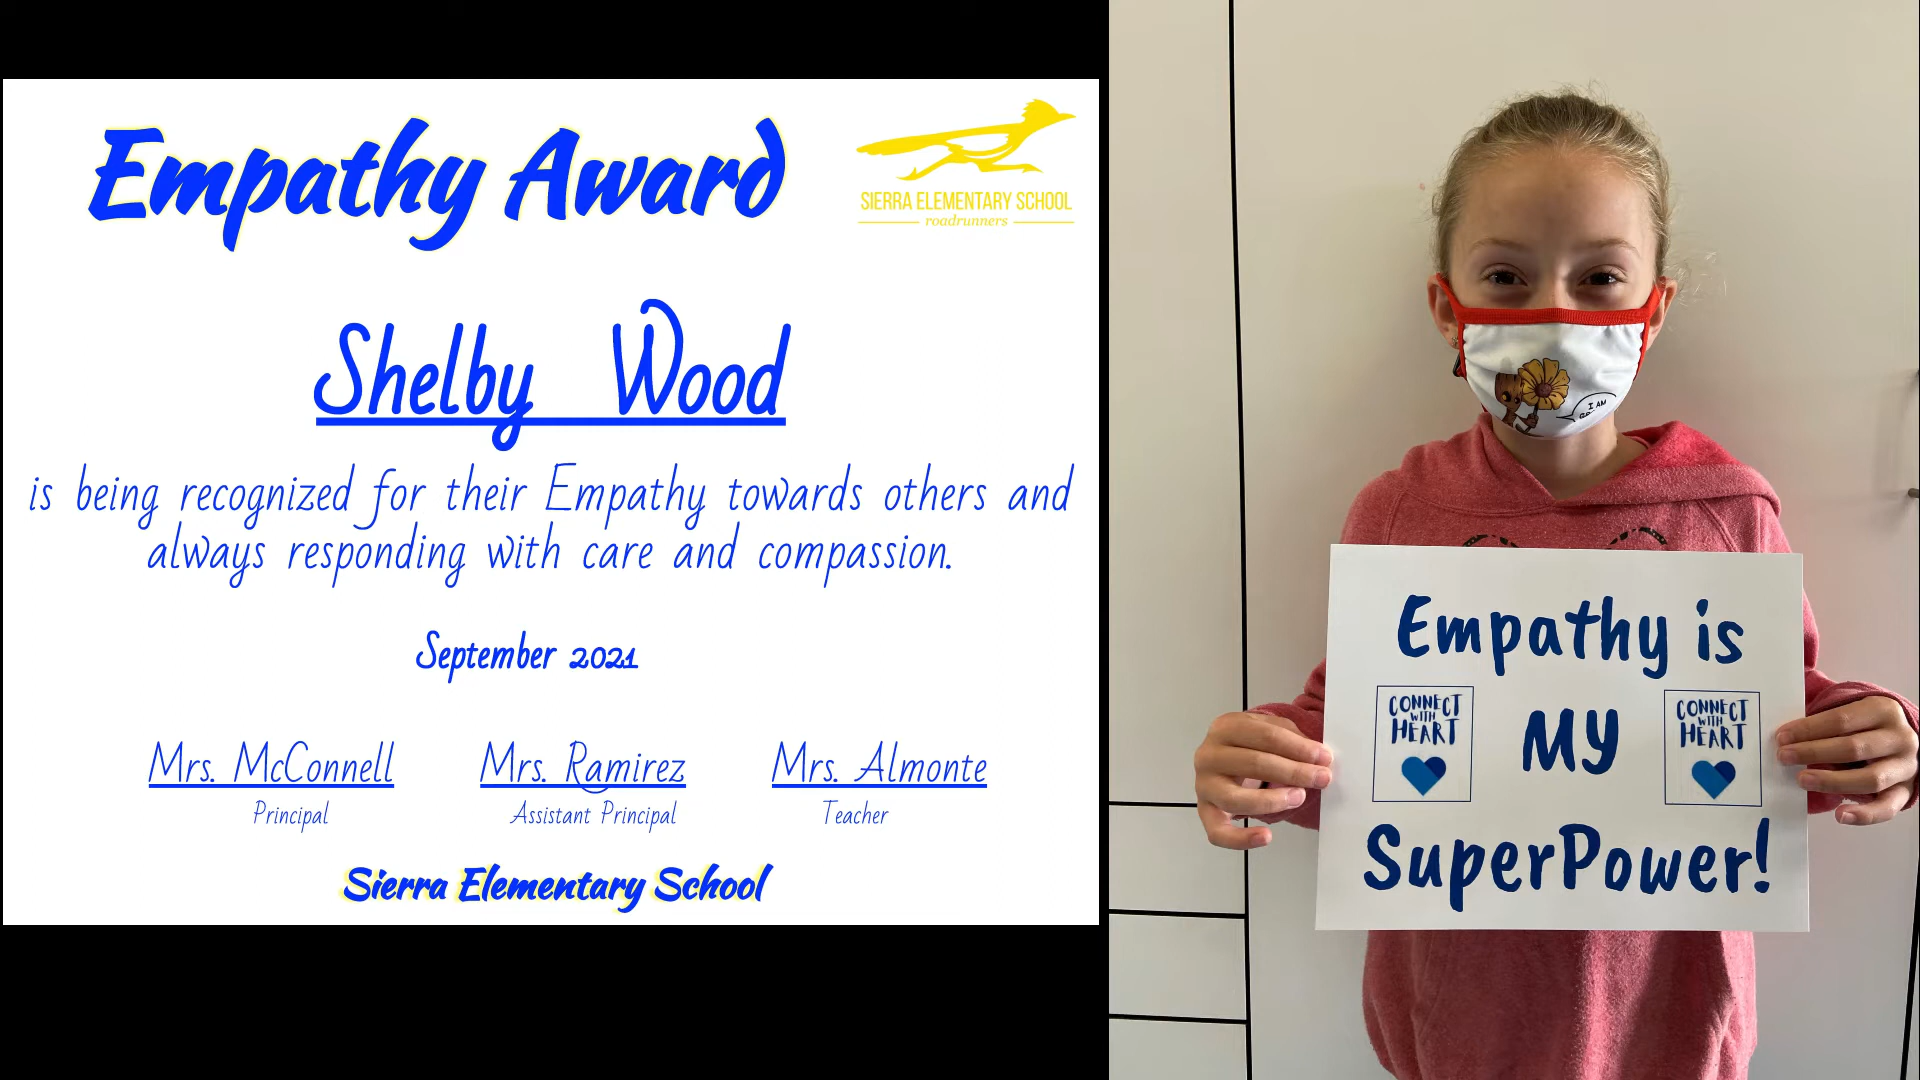 Empathy Award
SIERRA ELEMENTARY SCHOOL
roadrunners
Shelby Wood
is being recognized for their Empathy towards others and
always responding with care and compassion.
September 2021
Mrs. McConnell
Principal
Mrs. Ramirez
Assistant Principal
Mrs. Almonte
Teacher
Sierra Elementary School
I AM
Empathy is
CONNECT
WITH
HEART
MY
CONNECT
WITH
HEART
SuperPower!